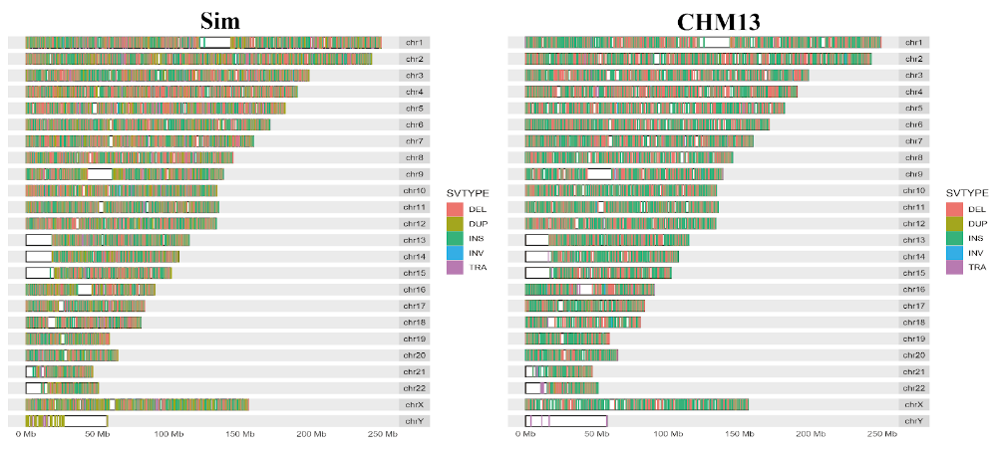 Sim
chr1
chr2
chr3
chr4
chr5
chr6
chr7
chr8
chr9
chr10
chr11
chr12
chr13
chr14
chr15
chr16
chr17
chr18
chr19
chr20
chr21
chr22
chrX
chrY
0 Mb 50 Mb 100 Mb 150 Mb 200 Mb 250 Mb
SVTYPE
DEL
DUP
INS
INV
TRA
CHM13
chr1
chr2
chr3
chr4
chr5
chr6
chr7
chr8
chr9
chr10
chr11
chr12
chr13
chr14
chr15
chr16
chr17
chr18
chr19
chr20
chr21
chr22
chrX
chrY
0 Mb 50 Mb 100 Mb 150 Mb 200 Mb 250 Mb
SVTYPE
DEL
DUP
INS
INV
TRA